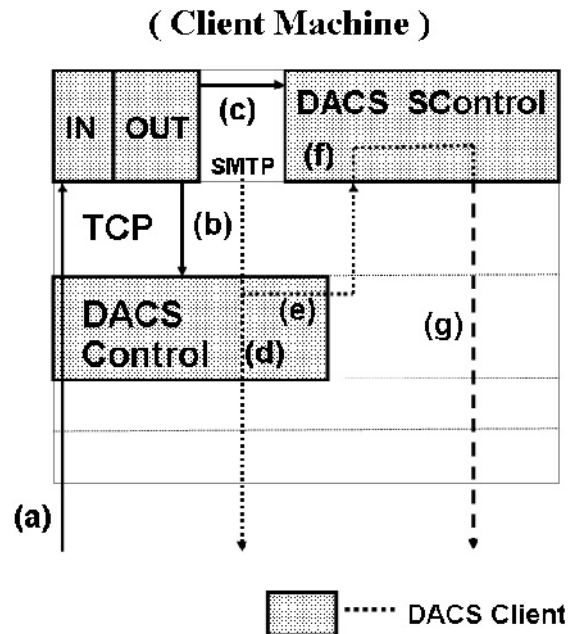 ( Client Machine )
IN OUT
(c)
DACS SControl
(f)
SMTP
TCP
(b)
DACS
Control
(e)
(d)
(g)
(a)
DACS Client